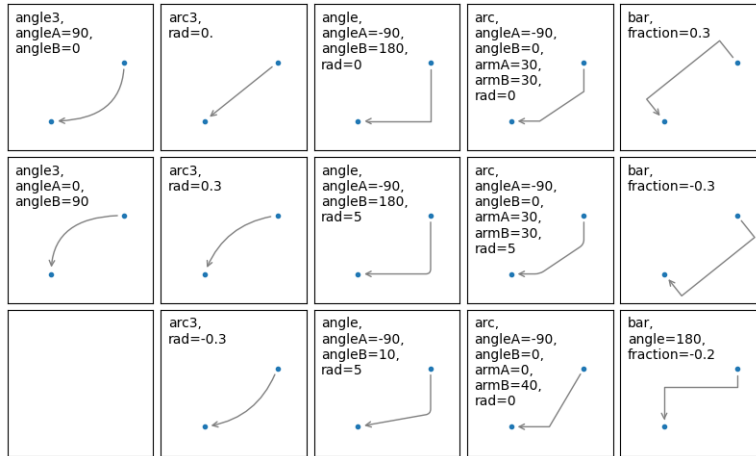 angle3,
angleA=90,
angleB=0
arc3,
rad=0.
angle,
angleA=-90,
angleB=180,
rad=0
arc,
angleA=-90,
angleB=0,
armA=30,
armB=30,
rad=0
bar,
fraction=0.3
angle3,
angleA=0,
angleB=90
arc3,
rad=0.3
angle,
angleA=-90,
angleB=180,
rad=5
arc,
angleA=-90,
angleB=0,
armA=30,
armB=30,
rad=5
bar,
fraction=-0.3
arc3,
rad=-0.3
angle,
angleA=-90,
angleB=10,
rad=5
arc,
angleA=-90,
angleB=0,
armA=0,
armB=40,
rad=0
bar,
angle=180,
fraction=-0.2